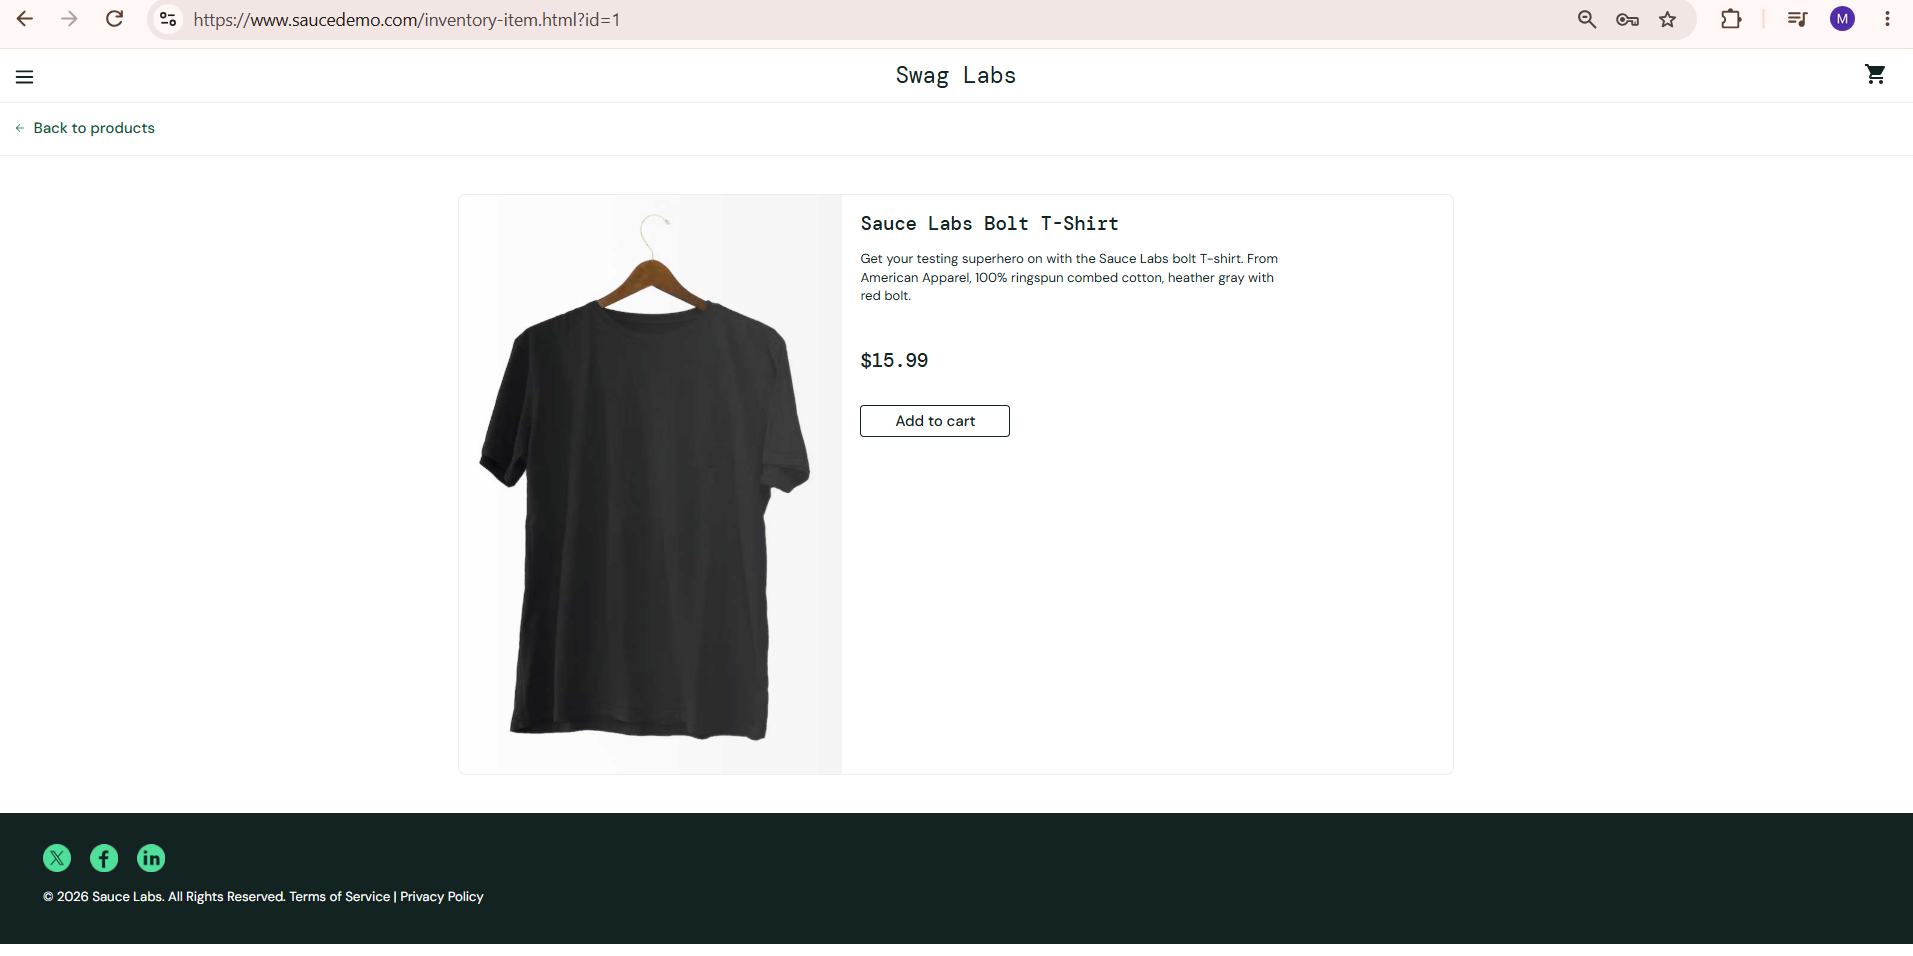 https://www.saucedemo.com/inventory-item.html?id=1
M
Swag Labs
Back to products
Sauce Labs Bolt T-Shirt
Get your testing superhero on with the Sauce Labs bolt T-shirt. From
American Apparel, 100% ringspun combed cotton, heather gray with
red bolt.
$15.99
Add to cart
© 2026 Sauce Labs. All Rights Reserved. Terms of Service | Privacy Policy